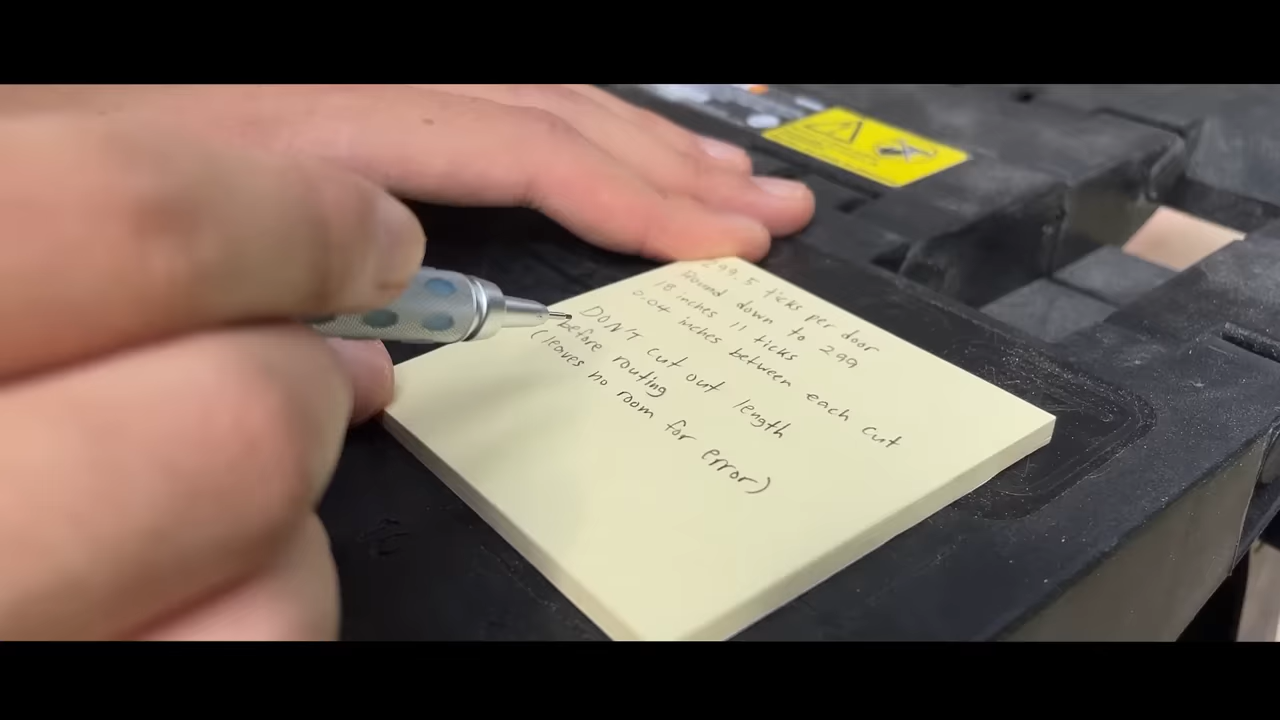 299.5 ticks per door
Round down to 299
18 inches 11 ticks
0.04 inches between each cut
DON'T cut out length
before routing
(leaves no room for error)